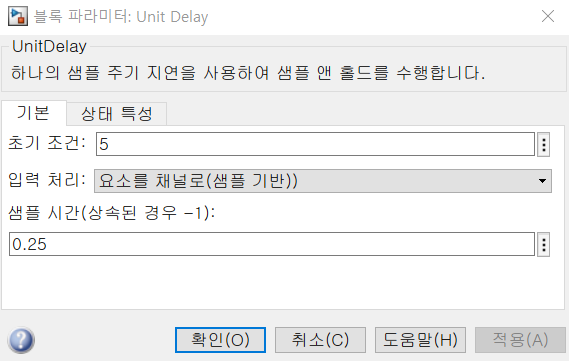 블록 파라미터: Unit Delay
UnitDelay
하나의 샘플 주기 지연을 사용하여 샘플 앤 홀드를 수행합니다.
기본 상태 특성
초기 조건: 5
입력 처리: 요소를 채널로(샘플 기반))
샘플 시간(상속된 경우 -1):
0.25
확인(O) 취소(C) 도움말(H) 적용(A)